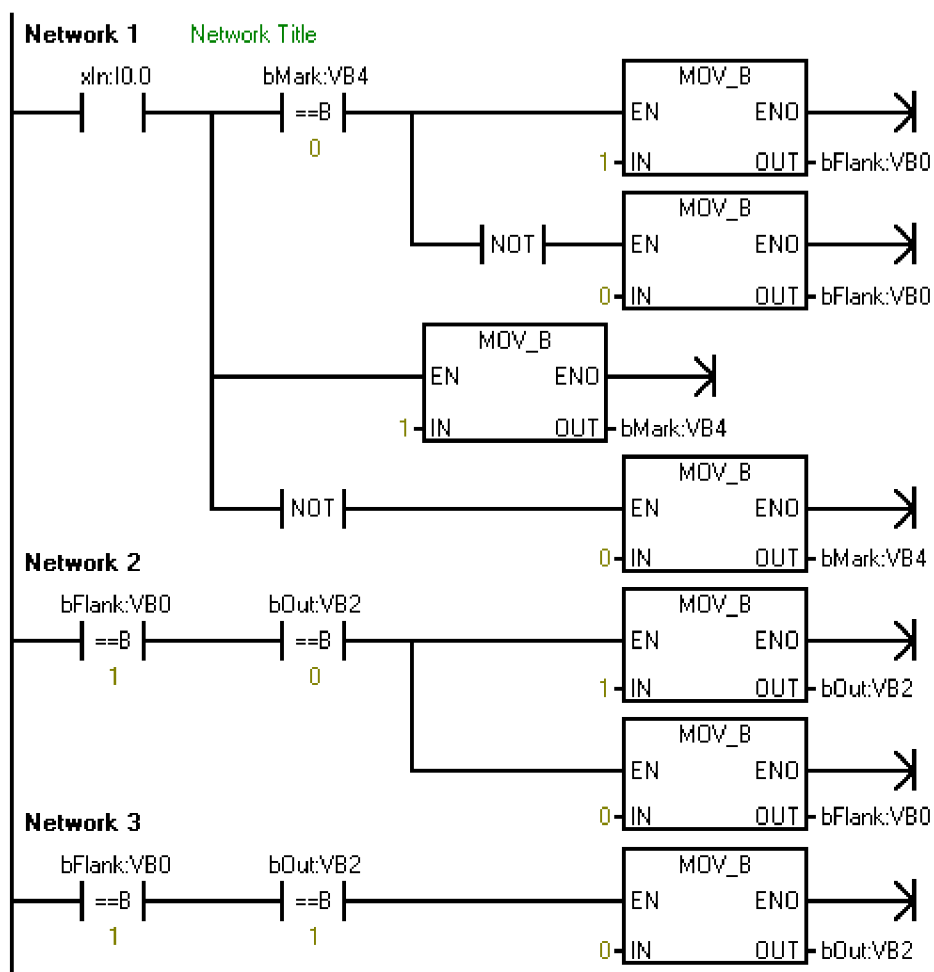 Network 1 Network Title
xIn:I0.0 bMark:VB4 MOV_B
==B EN ENO
0 1 IN OUT bFlank:VB0
MOV_B
NOT EN ENO
0 IN OUT bFlank:VB0
MOV_B
EN ENO
1 IN OUT bMark:VB4
MOV_B
NOT EN ENO
0 IN OUT bMark:VB4
Network 2
bFlank:VB0 bOut:VB2 MOV_B
==B ==B EN ENO
1 0 1 IN OUT bOut:VB2
MOV_B
EN ENO
0 IN OUT bFlank:VB0
Network 3
bFlank:VB0 bOut:VB2 MOV_B
==B ==B EN ENO
1 1 0 IN OUT bOut:VB2